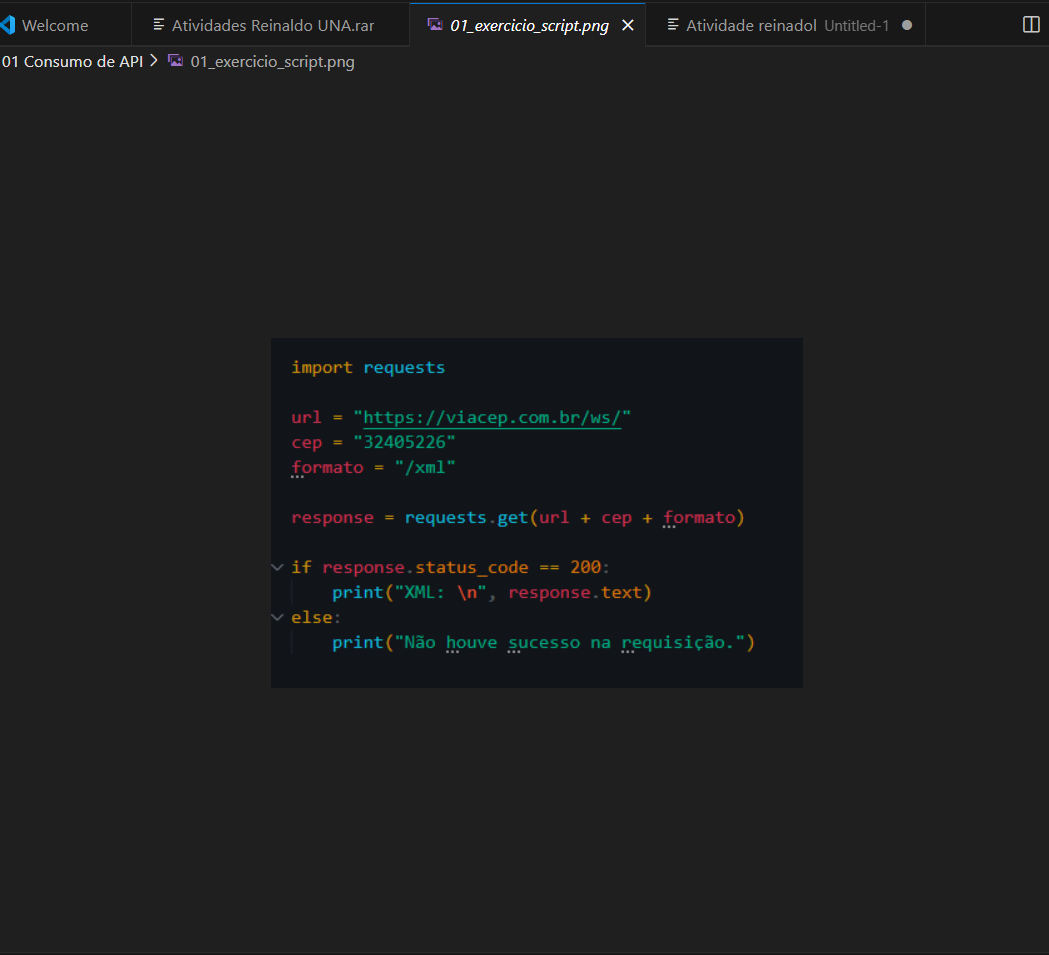 Welcome
Atividades Reinaldo UNA.rar
01_exercicio_script.png
Atividade reinadol Untitled-1
01 Consumo de API > 01_exercicio_script.png
import requests
url = "https://viacep.com.br/ws/"
cep = "32405226"
formato = "/xml"
response = requests.get(url + cep + formato)
if response.status_code == 200:
print("XML: \n", response.text)
else:
print("Não houve sucesso na requisição.")